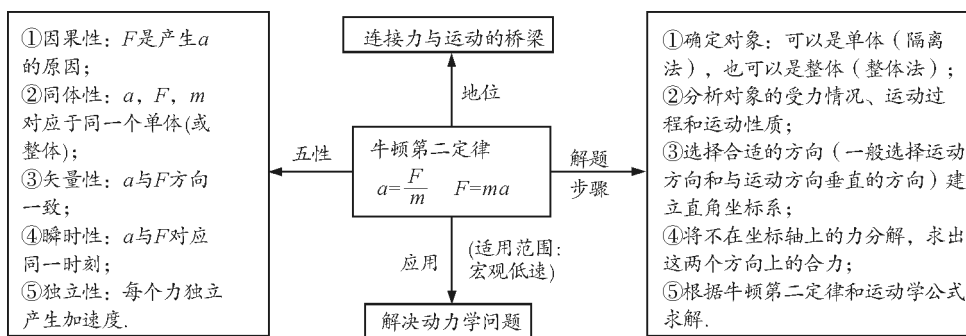 ①因果性：F是产生a
的原因；
②同体性：a，F，m
对应于同一个单体(或
整体)；
③矢量性：a与F方向
一致；
④瞬时性：a与F对应
同一时刻；
⑤独立性：每个力独立
产生加速度.
连接力与运动的桥梁
地位
五性
牛顿第二定律
a=F/m F=ma
解题
步骤
应用
(适用范围：
宏观低速)
解决动力学问题
①确定对象：可以是单体（隔离
法），也可以是整体（整体法）；
②分析对象的受力情况、运动过
程和运动性质；
③选择合适的方向（一般选择运动
方向和与运动方向垂直的方向）建
立直角坐标系；
④将不在坐标轴上的力分解，求出
这两个方向上的合力；
⑤根据牛顿第二定律和运动学公式
求解.